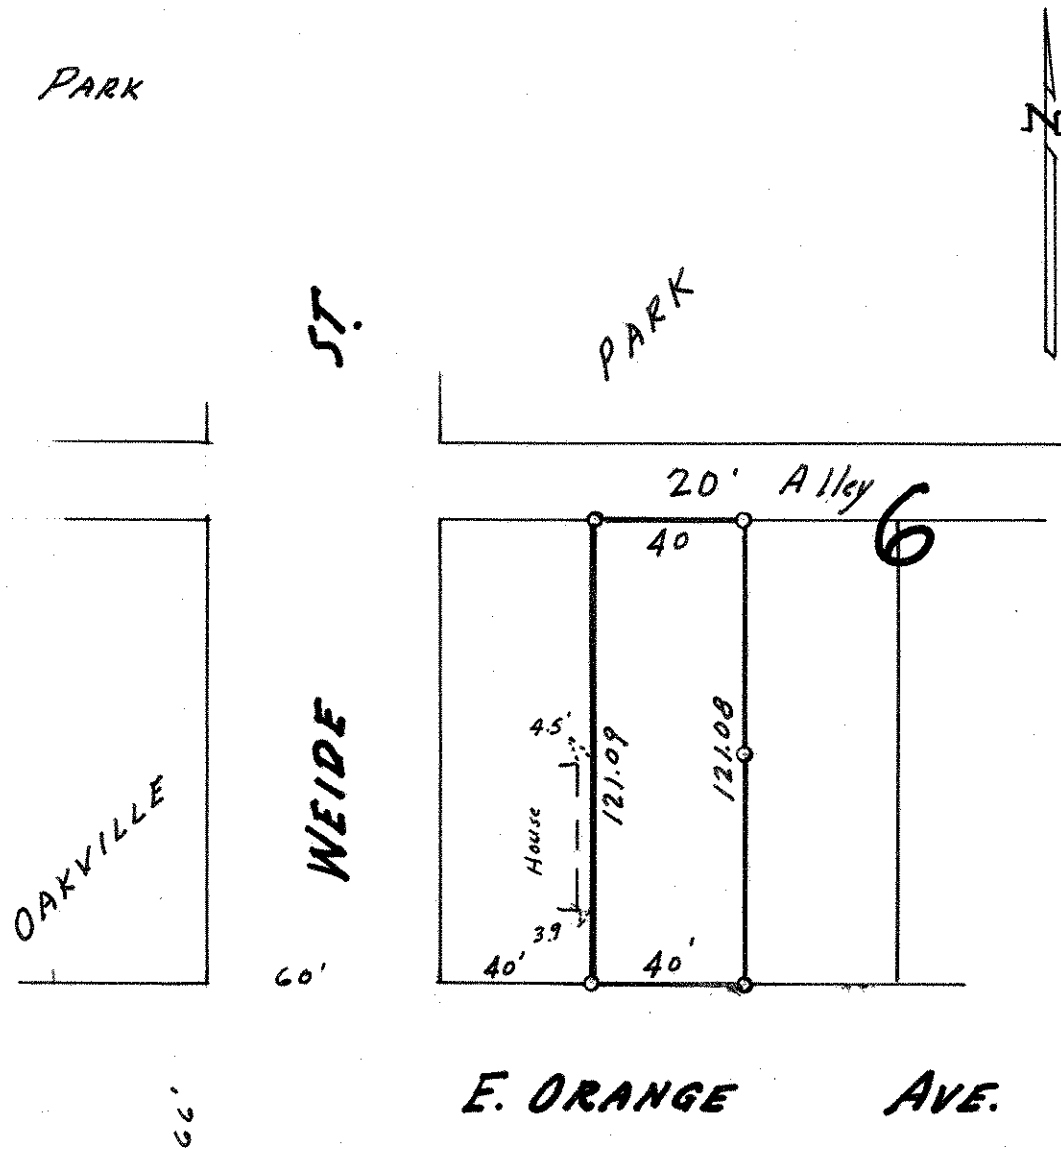 PARK
N
ST.
PARK
20' Alley
6
40
WEIDE
4.5'
121.09
121.08
House
OAKVILLE
3.9
60'
40'
40'
66'
E. ORANGE AVE.